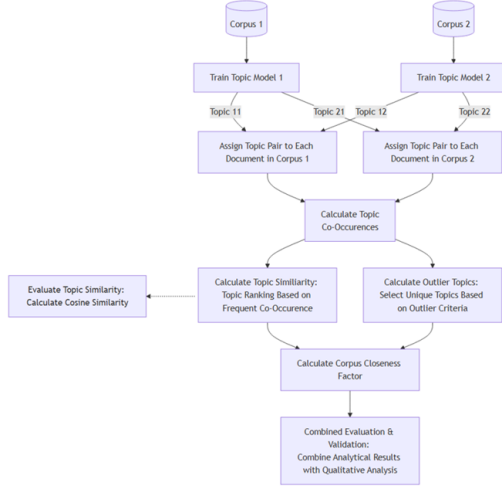 Corpus 1
Corpus 2
Train Topic Model 1
Train Topic Model 2
Topic 11
Topic 21
Topic 12
Topic 22
Assign Topic Pair to Each
Document in Corpus 1
Assign Topic Pair to Each
Document in Corpus 2
Calculate Topic
Co-Occurences
Evaluate Topic Similarity:
Calculate Cosine Similarity
Calculate Topic Similiarity:
Topic Ranking Based on
Frequent Co-Occurence
Calculate Outlier Topics:
Select Unique Topics Based
on Outlier Criteria
Calculate Corpus Closeness
Factor
Combined Evaluation &
Validation:
Combine Analytical Results
with Qualitative Analysis